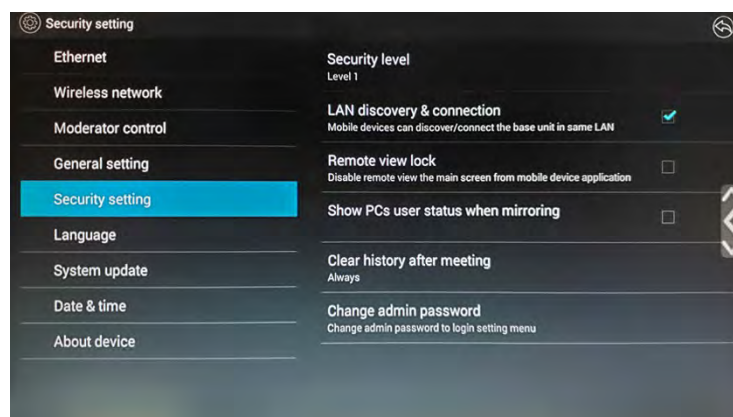 Security setting
Ethernet
Wireless network
Moderator control
General setting
Security setting
Language
System update
Date & time
About device
Security level
Level 1
LAN discovery & connection
Mobile devices can discover/connect the base unit in same LAN
Remote view lock
Disable remote view the main screen from mobile device application
Show PCs user status when mirroring
Clear history after meeting
Always
Change admin password
Change admin password to login setting menu